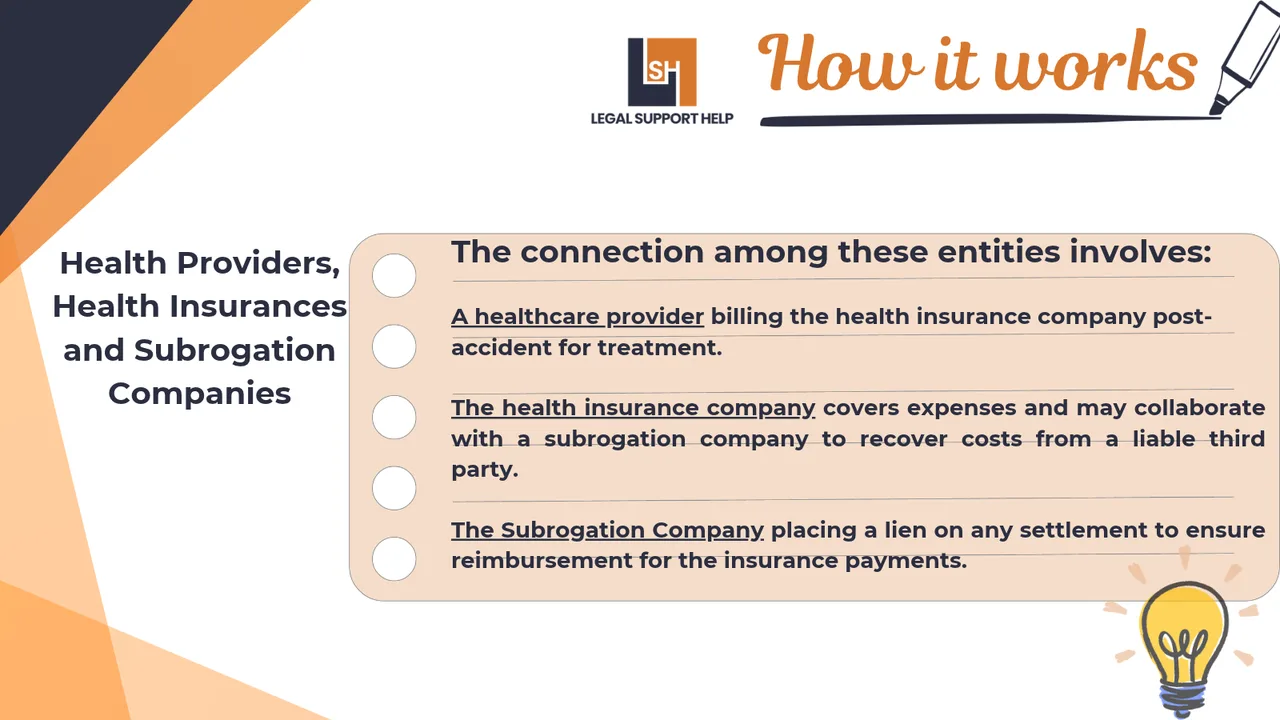 SH
LEGAL SUPPORT HELP
How it works
Health Providers,
Health Insurances
and Subrogation
Companies
The connection among these entities involves:
A healthcare provider billing the health insurance company post-
accident for treatment.
The health insurance company covers expenses and may collaborate
with a subrogation company to recover costs from a liable third
party.
The Subrogation Company placing a lien on any settlement to ensure
reimbursement for the insurance payments.